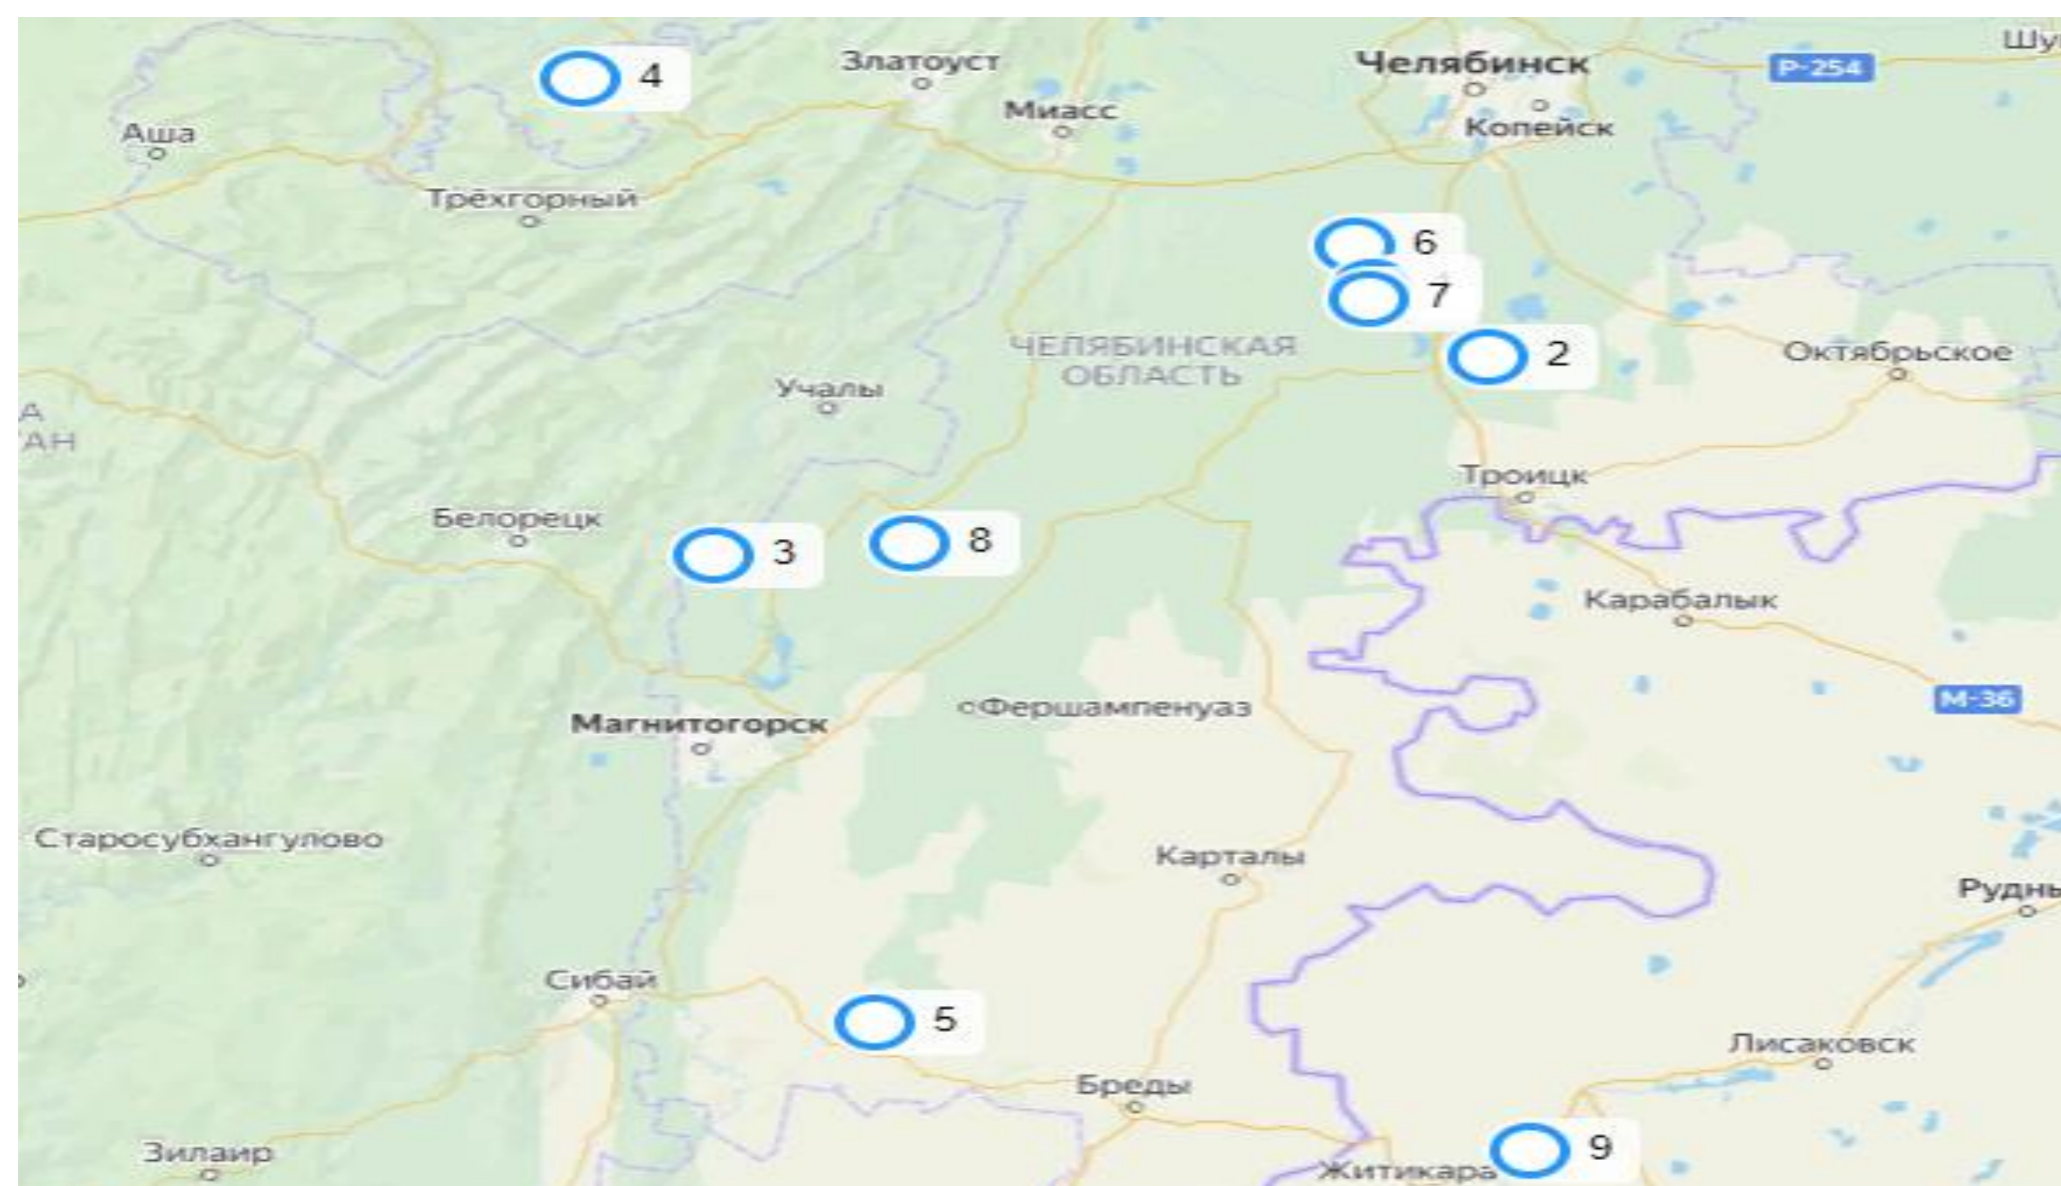 Шу
Златоуст
Челябинск
Р-254
4
Миасс
Копейск
Аша
Трёхгорный
6
7
ЧЕЛЯБИНСКАЯ
ОБЛАСТЬ
2
Октябрьское
Учалы
А
АН
Троицк
Белорецк
3
8
Карабалык
М-36
Фершампенуаз
Магнитогорск
Старосубхангулово
Карталы
Рудны
Сибай
5
Лисаковск
Бреды
Зилаир
Житикара
9